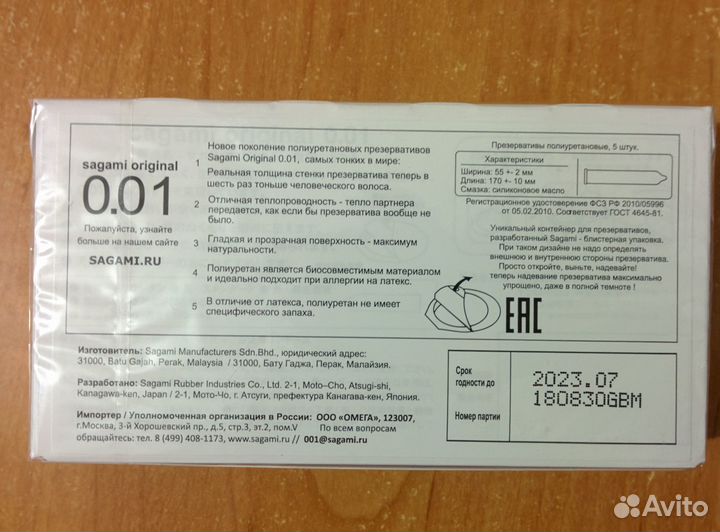 sagami original
0.01
Пожалуйста, узнайте
больше на нашем сайте
SAGAMI.RU
1 Новое поколение полиуретановых презервативов
Sagami Original 0.01, самых тонких в мире:
Реальная толщина стенки презерватива теперь в
шесть раз тоньше человеческого волоса.
2 Отличная теплопроводность - тепло партнера
передается, как если бы презерватива вообще не
было.
3 Гладкая и прозрачная поверхность - максимум
натуральности.
4 Полиуретан является биосовместимым материалом
и идеально подходит при аллергии на латекс.
5 В отличие от латекса, полиуретан не имеет
специфического запаха.
Презервативы полиуретановые, 5 штук.
Характеристики
Ширина: 55 +- 2 мм
Длина: 170 +- 10 мм
Смазка: силиконовое масло
Регистрационное удостоверение ФСЗ РФ 2010/05996
от 05.02.2010. Соответствует ГОСТ 4645-81.
Уникальный контейнер для презервативов,
разработанный Sagami - блистерная упаковка.
При таком дизайне не надо определять
внешнюю и внутреннюю стороны презерватива.
Просто откройте, выньте, надевайте!
теперь надевание презерватива максимально
упрощено, даже в полной темноте !
EAC
Изготовитель: Sagami Manufacturers Sdn.Bhd., юридический адрес:
31000, Batu Gajah, Perak, Malaysia / 31000, Бату Гаджа, Перак, Малайзия.
Разработано: Sagami Rubber Industries Co., Ltd. 2-1, Moto–Cho, Atsugi-shi,
Kanagawa-ken, Japan / 2-1, Мото-Чо, г. Атсуги, префектура Канагава-кен, Япония.
Импортер / Уполномоченная организация в России: ООО «ОМЕГА», 123007,
г.Москва, 3-й Хорошевский пр., д.5, стр.3, эт.2, пом.V По всем вопросам
обращайтесь: тел. 8 (499) 408-1173, www.sagami.ru // 001@sagami.ru
Срок
годности до
2023.07
Номер партии
180830GBM
Avito